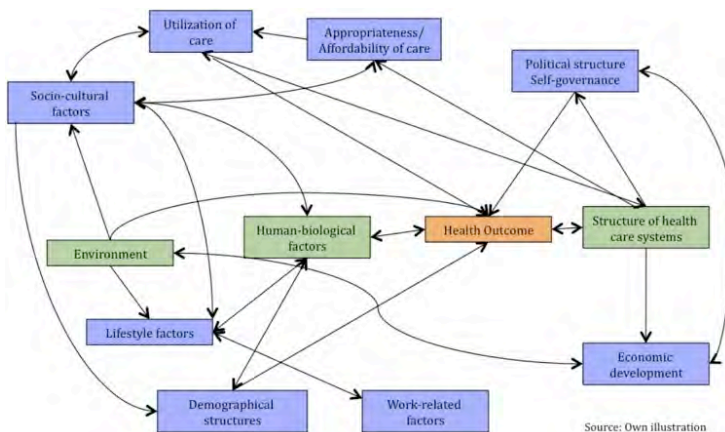 Utilization of
care
Appropriateness/
Affordability of care
Political structure
Self-governance
Socio-cultural
factors
Human-biological
factors
Health Outcome
Structure of health
care systems
Environment
Lifestyle factors
Economic
development
Demographical
structures
Work-related
factors
Source: Own illustration